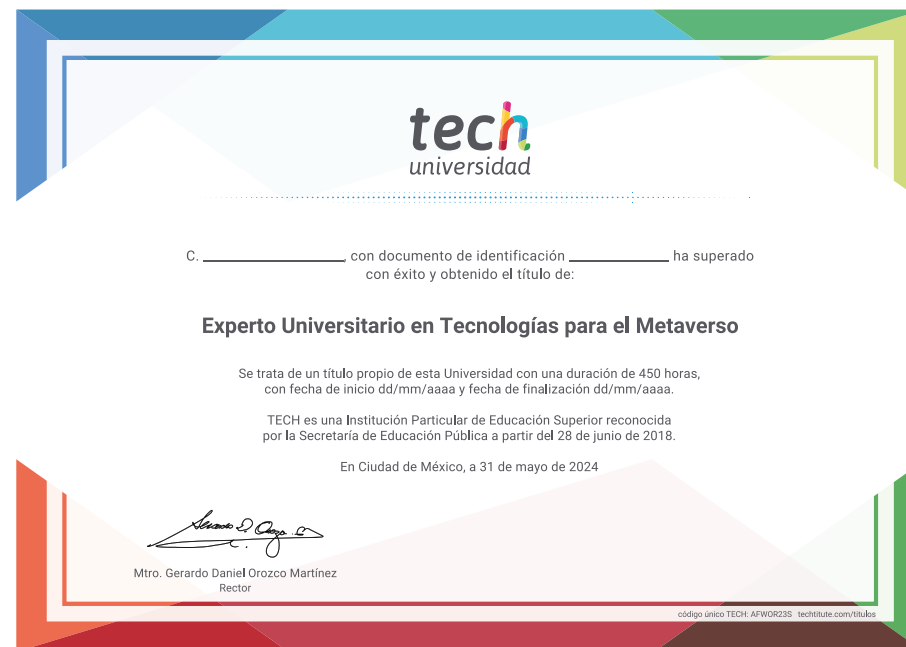 tech
universidad
C. ____________, con documento de identificación ____________ ha superado
con éxito y obtenido el título de:
Experto Universitario en Tecnologías para el Metaverso
Se trata de un título propio de esta Universidad con una duración de 450 horas,
con fecha de inicio dd/mm/aaaa y fecha de finalización dd/mm/aaaa.
TECH es una Institución Particular de Educación Superior reconocida
por la Secretaría de Educación Pública a partir del 28 de junio de 2018.
En Ciudad de México, a 31 de mayo de 2024
Mtro. Gerardo Daniel Orozco Martínez
Rector
código único TECH: AFWOR23S techtitute.com/titulos